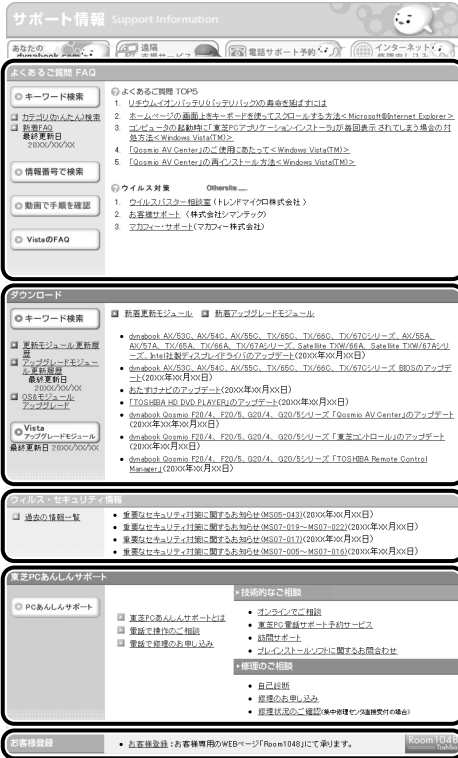 サポート情報 Support Information
あなたの
dynabook.com
遠隔
支援サービス
電話サポート予約
インターネット
修理申し込み
よくあるご質問 FAQ
キーワード検索
カテゴリ(かんたん)検索
新着FAQ
最終更新日
20XX/XX/XX
情報番号で検索
動画で手順を確認
VistaのFAQ
よくあるご質問 TOP5
1. リチウムイオンバッテリ(バッテリパック)の寿命を延ばすには
2. ホームページの画面上をキーボードを使ってスクロールする方法<Microsoft®Internet Explorer>
3. コンピュータの起動時に「東芝PCアプリケーションインストーラ」が毎回表示されてしまう場合の対
処方法<Windows Vista(TM)>
4. 「Qosmio AV Center」のご使用にあたって<Windows Vista(TM)>
5. 「Qosmio AV Center」の再インストール方法<Windows Vista(TM)>
ウイルス対策 Othersite
1. ウイルスバスター相談室(トレンドマイクロ株式会社)
2. お客様サポート (株式会社シマンテック)
3. マカフィー・サポート(マカフィー株式会社)
ダウンロード
キーワード検索
更新モジュール更新履
歴
アップグレードモジュー
ル更新履歴
最終更新日
20XX/XX/XX
OS&モジュール
アップグレード
Vista
アップグレードモジュール
最終更新日 20XX/XX/XX
新着更新モジュール 新着アップグレードモジュール
• dynabook AX/53C、AX/54C、AX/55C、TX/65C、TX/66C、TX/67Cシリーズ、AX/55A、
AX/57A、TX/65A、TX/66A、TX/67Aシリーズ、Satellite TXW/66A、Satellite TXW/67Aシリ
ーズ、Intel社製ディスプレイドライバのアップデート(20XX年XX月XX日)
• dynabook AX/53C、AX/54C、AX/55C、TX/65C、TX/66C、TX/67Cシリーズ BIOSのアップデ
ート(20XX年XX月XX日)
• おたすけナビのアップデート(20XX年XX月XX日)
• 「TOSHIBA HD DVD PLAYER」のアップデート(20XX年XX月XX日)
• dynabook Qosmio F20/4、F20/5、G20/4、G20/5シリーズ 「Qosmio AV Center」のアップデート
(20XX年XX年XX日)
• dynabook Qosmio F20/4、F20/5、G20/4、G20/5シリーズ 「東芝コントロール」のアップデート
(20XX年XX月XX日)
• dynabook Qosmio F20/4、F20/5、G20/4、G20/5シリーズ 「TOSHIBA Remote Control
Manager」(20XX年XX月XX日)
ウィルス・セキュリティ情報
過去の情報一覧
• 重要なセキュリティ対策に関するお知らせ(MS05-043)(20XX年XX月XX日)
• 重要なセキュリティ対策に関するお知らせ(MS07-019～MS07-022)(20XX年XX月XX日)
• 重要なセキュリティ対策に関するお知らせ(MS07-017)(20XX年XX月XX日)
• 重要なセキュリティ対策に関するお知らせ(MS07-005～MS07-016)(20XX年XX月XX日)
東芝PCあんしんサポート
PCあんしんサポート
東芝PCあんしんサポートとは
電話で操作のご相談
電話で修理のお申し込み
技術的なご相談
• オンラインでご相談
• 東芝PC電話サポート予約サービス
• 訪問サポート
• プレインストールソフトに関するお問合わせ
修理のご相談
• 自己診断
• 修理のお申し込み
• 修理状況のご確認(集中修理センタ直接受付の場合)
お客様登録
• お客様登録：お客様専用のWEBページ「Room1048」にて承ります。
Room1048
Toshiba